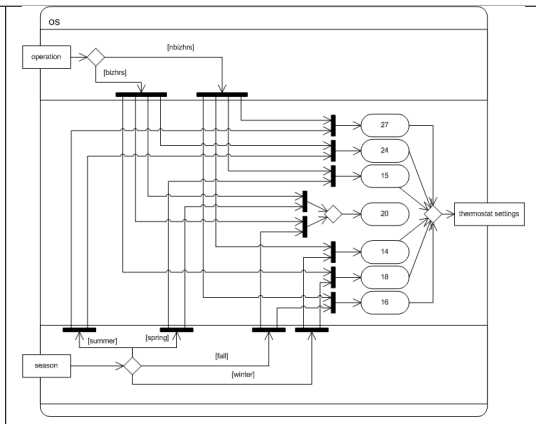 OS
operation
[nbizhrs]
[bizhrs]
27
24
15
20
thermostat settings
14
18
16
[summer]
[spring]
[fall]
season
[winter]